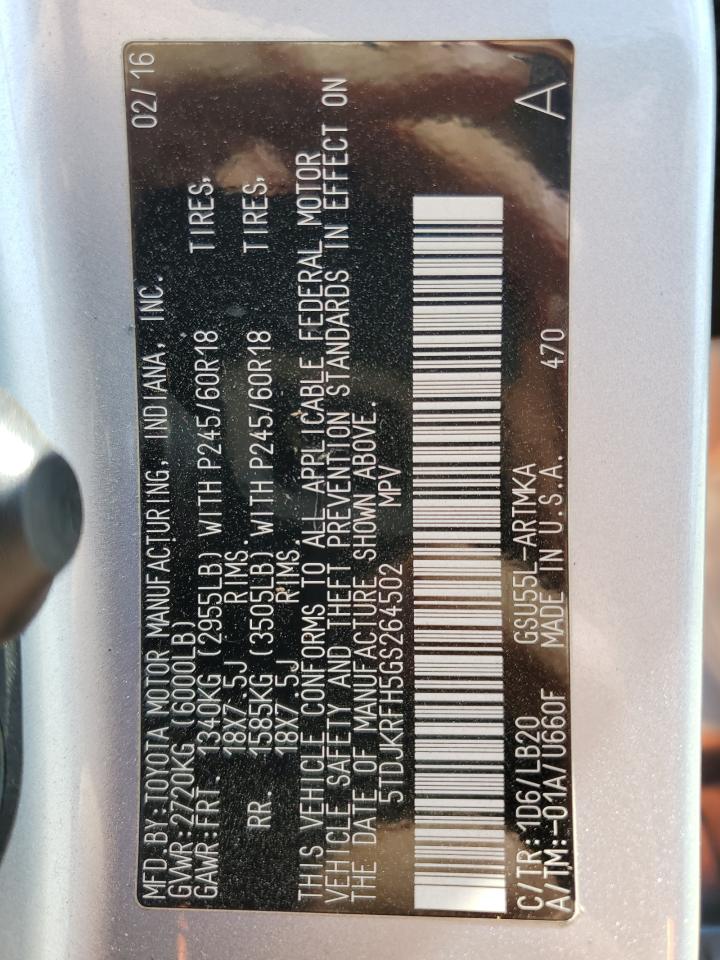 MFD.BY:TOYOTA MOTOR MANUFACTURING, INDIANA, INC. 02/16
GVWR:2720KG (6000LB)
GAWR:FRT. 1340KG (2955LB) WITH P245/60R18 TIRES,
18X7.5J RIMS.
RR. 1585KG (3505LB) WITH P245/60R18 TIRES,
18X7.5J RIMS.
THIS VEHICLE CONFORMS TO ALL APPLICABLE FEDERAL MOTOR
VEHICLE SAFETY AND THEFT PREVENTION STANDARDS IN EFFECT ON
THE DATE OF MANUFACTURE SHOWN ABOVE.
5TDJKRFH5GS264502 MPV
C/TR:1D6/LB20 GSU55L-ARTMKA A
A/TM:-01A/U660F MADE IN U.S.A. 470